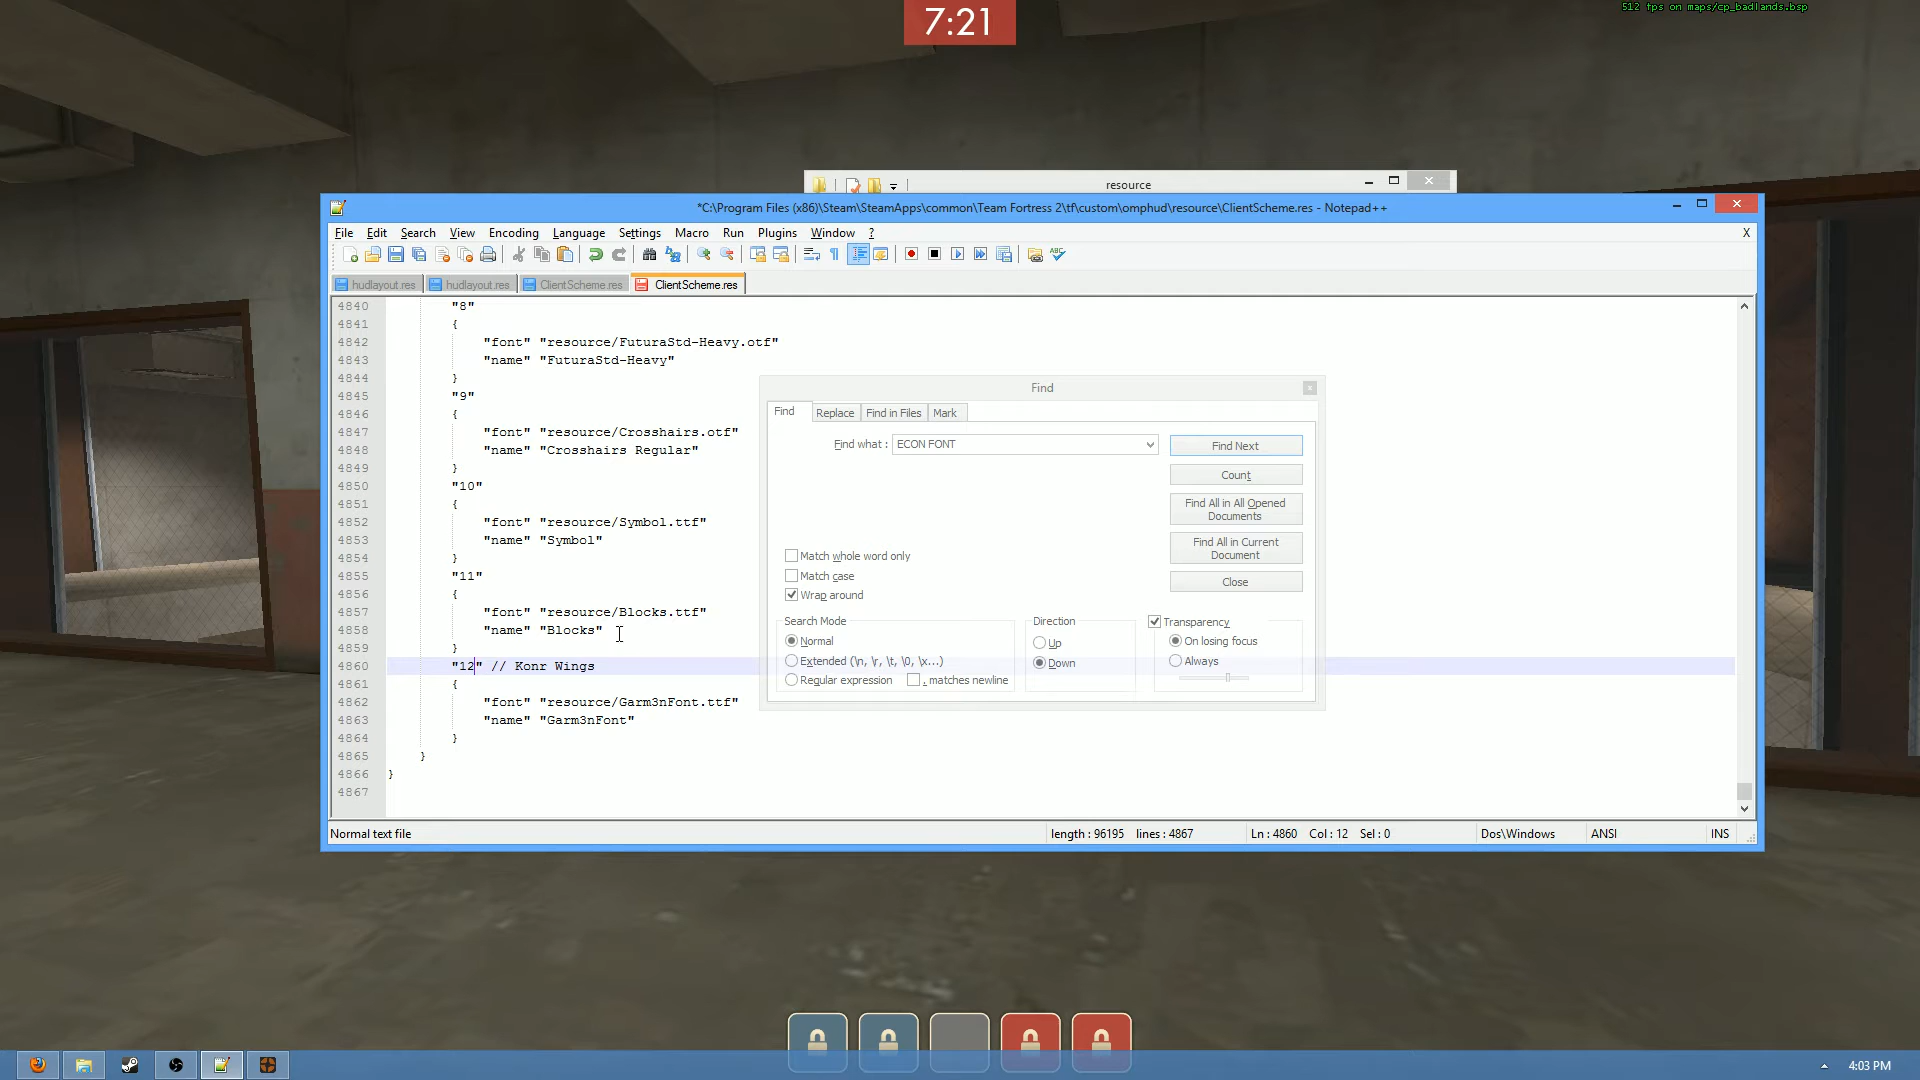 512 fps on maps/cp_badlands.bsp
7:21
resource
*C:\Program Files (x86)\Steam\SteamApps\common\Team Fortress 2\tf\custom\omphud\resource\ClientScheme.res - Notepad++
File Edit Search View Encoding Language Settings Macro Run Plugins Window ? X
hudlayout.res hudlayout.res ClientScheme.res ClientScheme.res
4840 "8"
4841 {
4842 "font" "resource/FuturaStd-Heavy.otf"
4843 "name" "FuturaStd-Heavy"
4844 }
4845 "9"
4846 {
4847 "font" "resource/Crosshairs.otf"
4848 "name" "Crosshairs Regular"
4849 }
4850 "10"
4851 {
4852 "font" "resource/Symbol.ttf"
4853 "name" "Symbol"
4854 }
4855 "11"
4856 {
4857 "font" "resource/Blocks.ttf"
4858 "name" "Blocks"
4859 }
4860 "12" // Konr Wings
4861 {
4862 "font" "resource/Garm3nFont.ttf"
4863 "name" "Garm3nFont"
4864 }
4865 }
4866 }
4867
Find
Find Replace Find in Files Mark
Find what : ECON FONT
Find Next
Count
Find All in All Opened
Documents
Find All in Current
Document
Close
Match whole word only
Match case
Wrap around
Search Mode
Normal
Extended (\n, \r, \t, \0, \x...)
Regular expression . matches newline
Direction
Up
Down
Transparency
On losing focus
Always
Normal text file length : 96195 lines : 4867 Ln : 4860 Col : 12 Sel : 0 Dos\Windows ANSI INS
4:03 PM